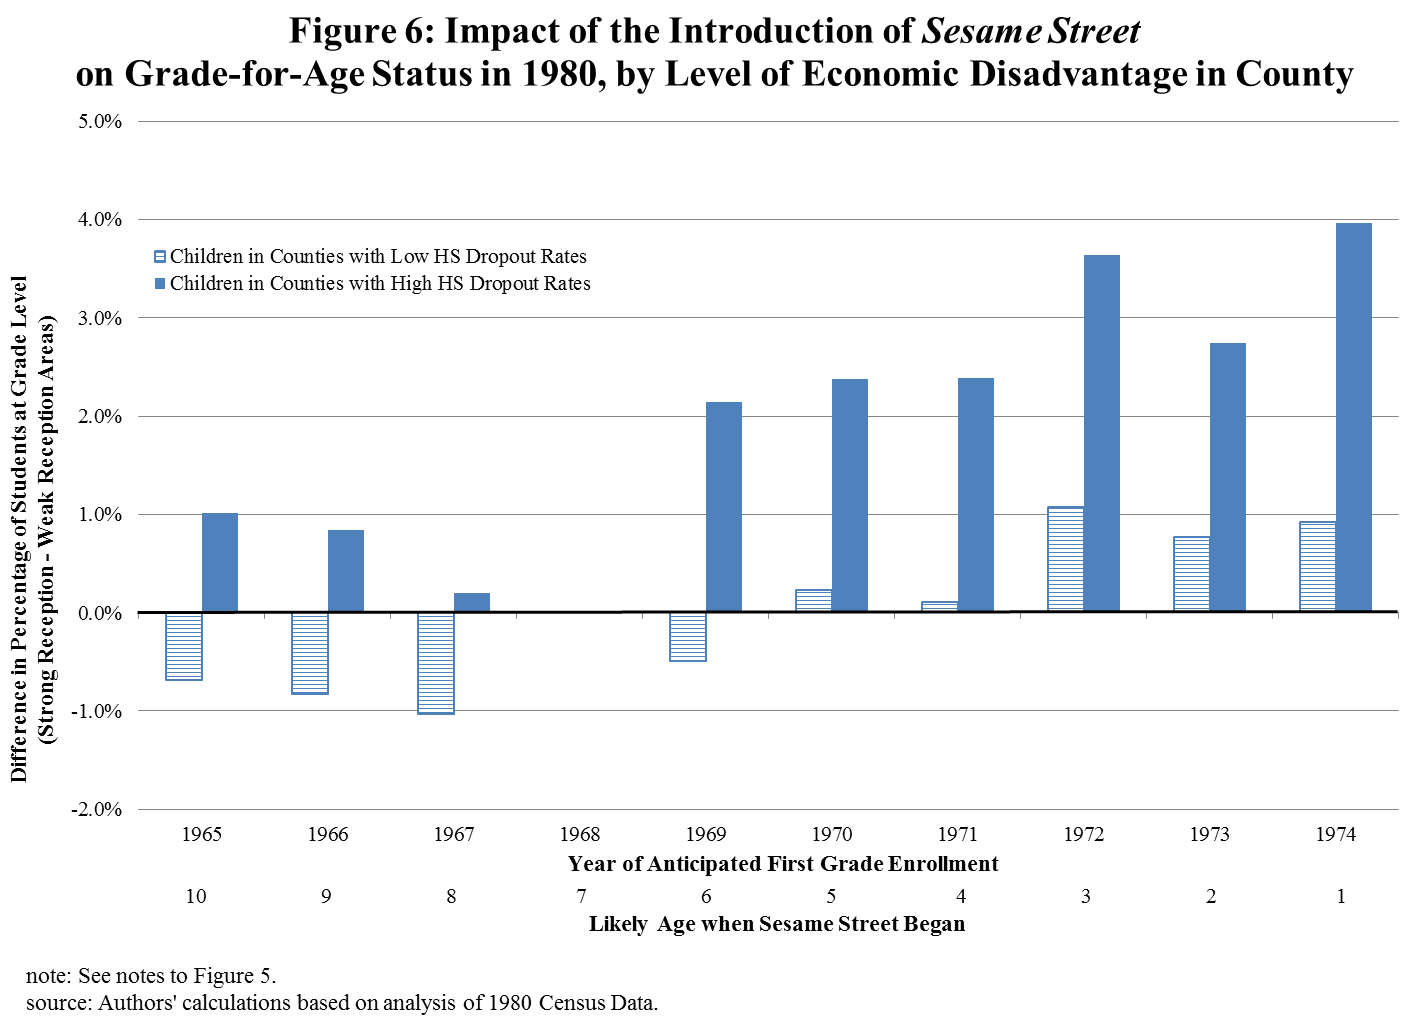 Figure 6: Impact of the Introduction of Sesame Street
on Grade-for-Age Status in 1980, by Level of Economic Disadvantage in County
Difference in Percentage of Students at Grade Level
(Strong Reception - Weak Reception Areas)
5.0%
4.0%
3.0%
2.0%
1.0%
0.0%
-1.0%
-2.0%
Children in Counties with Low HS Dropout Rates
Children in Counties with High HS Dropout Rates
1965 1966 1967 1968 1969 1970 1971 1972 1973 1974
Year of Anticipated First Grade Enrollment
10 9 8 7 6 5 4 3 2 1
Likely Age when Sesame Street Began
note: See notes to Figure 5.
source: Authors' calculations based on analysis of 1980 Census Data.